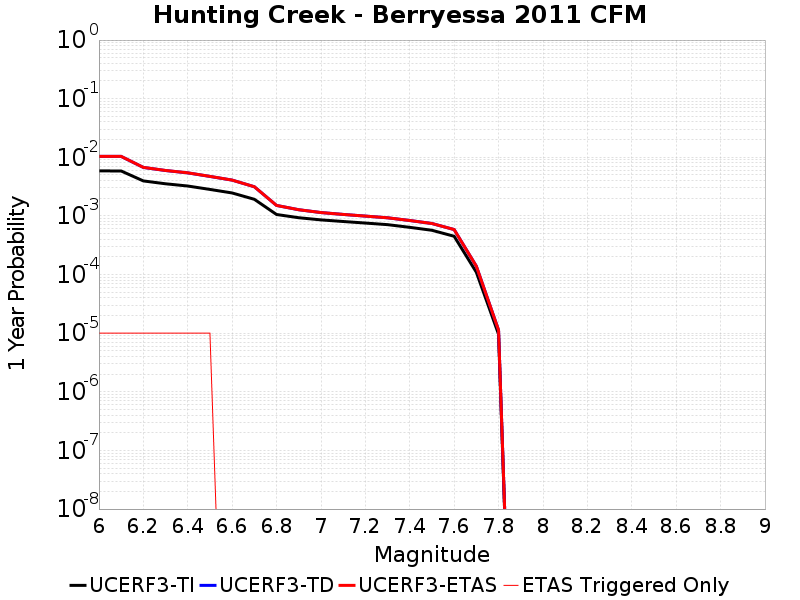 Hunting Creek - Berryessa 2011 CFM
10^0
10^-1
10^-2
10^-3
10^-4
10^-5
10^-6
10^-7
10^-8
1 Year Probability
6 6.2 6.4 6.6 6.8 7 7.2 7.4 7.6 7.8 8 8.2 8.4 8.6 8.8 9
Magnitude
UCERF3-TI UCERF3-TD UCERF3-ETAS ETAS Triggered Only